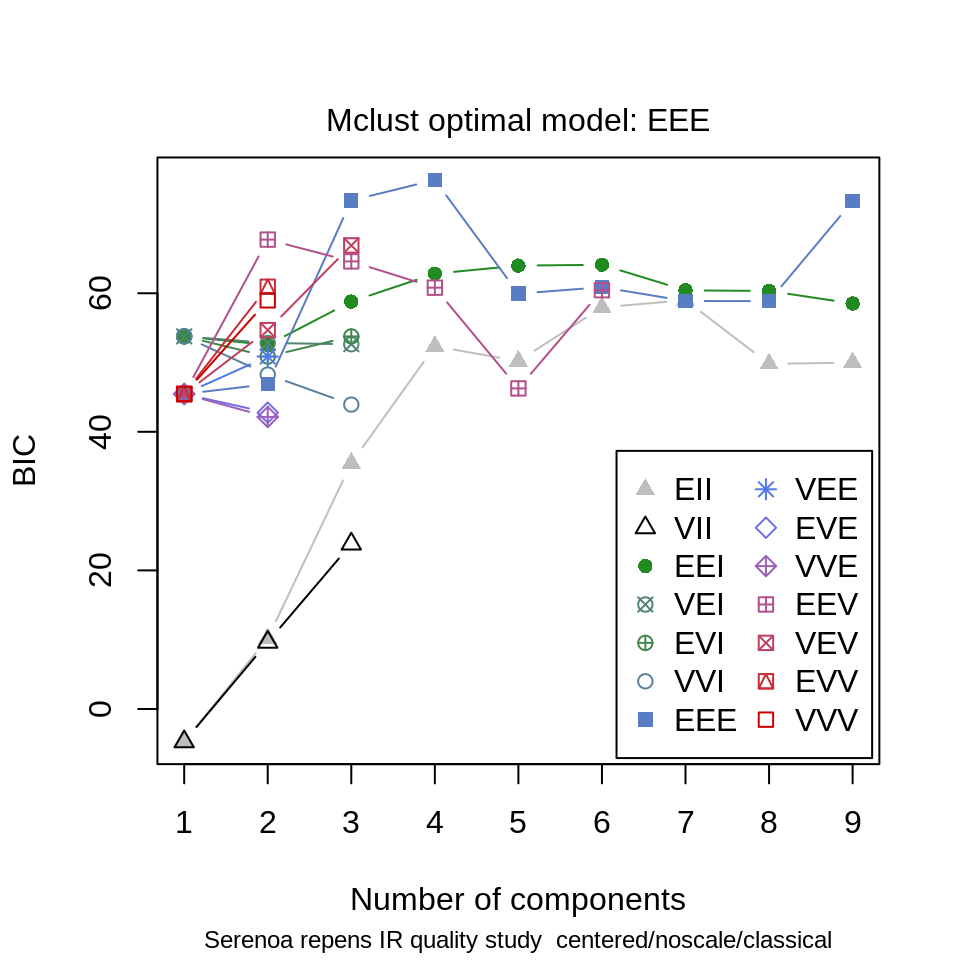 Mclust optimal model: EEE
BIC
60
40
20
0
EII
VII
EEI
VEI
EVI
VVI
EEE
VEE
EVE
VVE
EEV
VEV
EVV
VVV
1 2 3 4 5 6 7 8 9
Number of components
Serenoa repens IR quality study  centered/noscale/classical